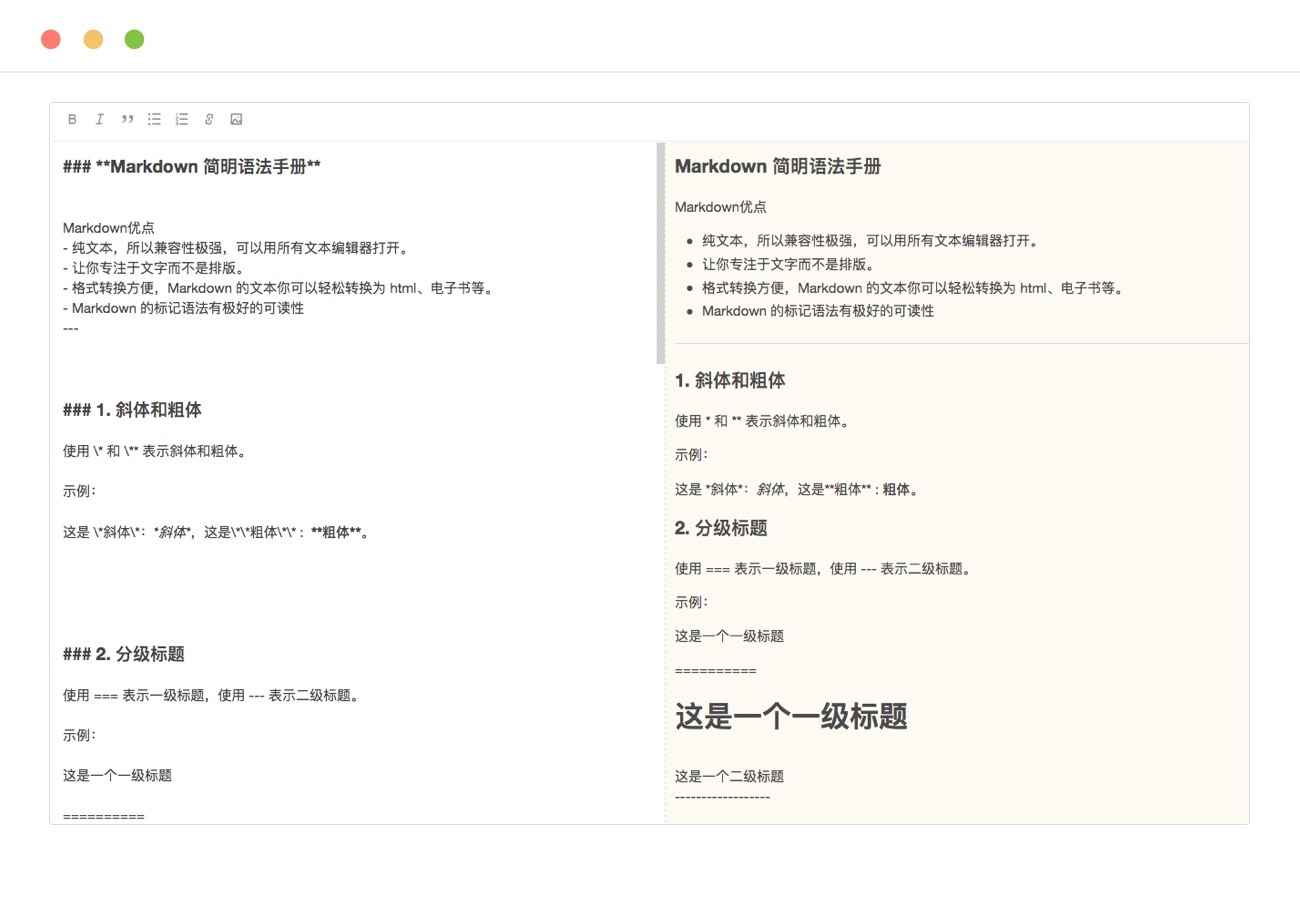 ### **Markdown 简明语法手册**
Markdown优点
- 纯文本，所以兼容性极强，可以用所有文本编辑器打开。
- 让你专注于文字而不是排版。
- 格式转换方便，Markdown 的文本你可以轻松转换为 html、电子书等。
- Markdown 的标记语法有极好的可读性
---
### 1. 斜体和粗体
使用 \* 和 \** 表示斜体和粗体。
示例：
这是 \*斜体\*：*斜体*，这是\*\*粗体\*\*：**粗体**。
### 2. 分级标题
使用 === 表示一级标题，使用 --- 表示二级标题。
示例：
这是一个一级标题
==========
Markdown 简明语法手册
Markdown优点
• 纯文本，所以兼容性极强，可以用所有文本编辑器打开。
• 让你专注于文字而不是排版。
• 格式转换方便，Markdown 的文本你可以轻松转换为 html、电子书等。
• Markdown 的标记语法有极好的可读性
1. 斜体和粗体
使用 * 和 ** 表示斜体和粗体。
示例：
这是 *斜体*：斜体，这是**粗体**：粗体。
2. 分级标题
使用 === 表示一级标题，使用 --- 表示二级标题。
示例：
这是一个一级标题
==========
这是一个一级标题
这是一个二级标题
-----------------